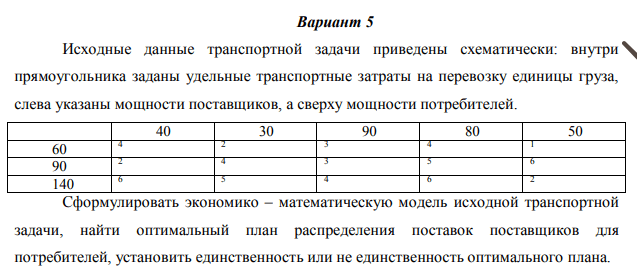 Вариант 5
Исходные данные транспортной задачи приведены схематически: внутри
прямоугольника заданы удельные транспортные затраты на перевозку единицы груза,
слева указаны мощности поставщиков, а сверху мощности потребителей.
40 30 90 80 50
60 4 2 3 4 1
90 2 4 3 5 6
140 6 5 4 6 2
Сформулировать экономико – математическую модель исходной транспортной
задачи, найти оптимальный план распределения поставок поставщиков для
потребителей, установить единственность или не единственность оптимального плана.